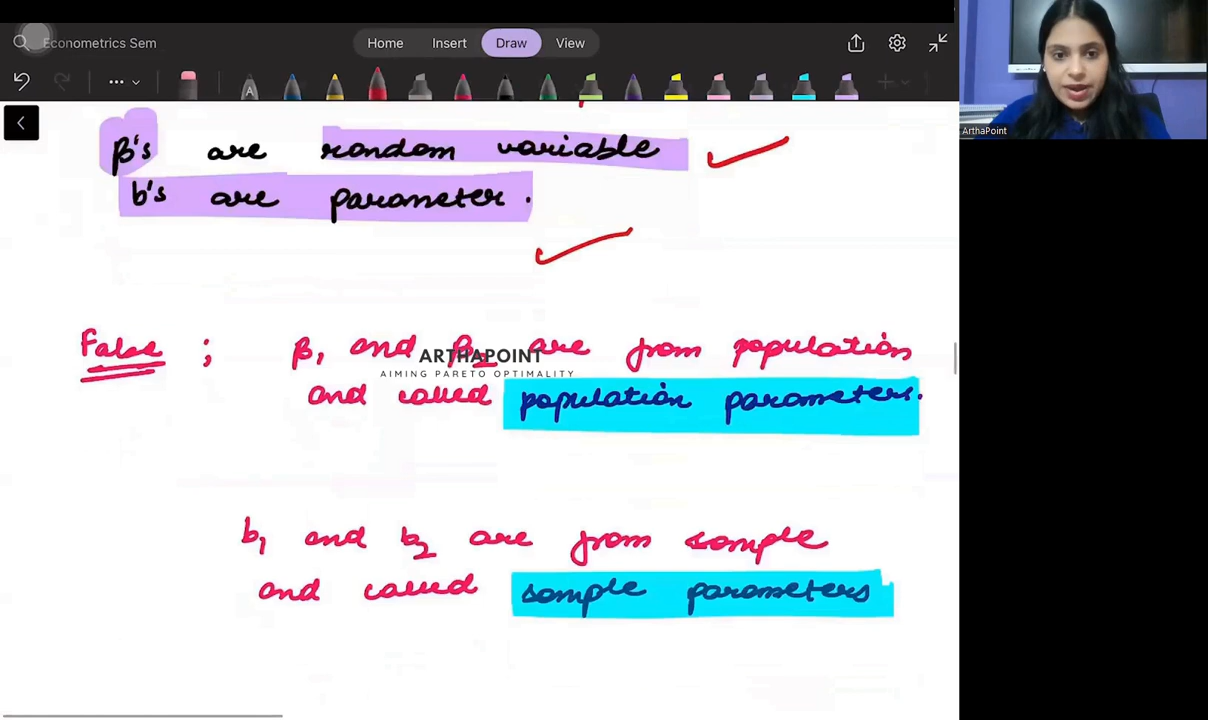 Econometrics Sem
Home Insert Draw View
A
ArthaPoint
β's are random variable
b's are parameter.
False ; β1 and β2 are from population
ARTHAPOINT
AIMING PARETO OPTIMALITY
and called population parameters.
b1 and b2 are from sample
and called sample parameters